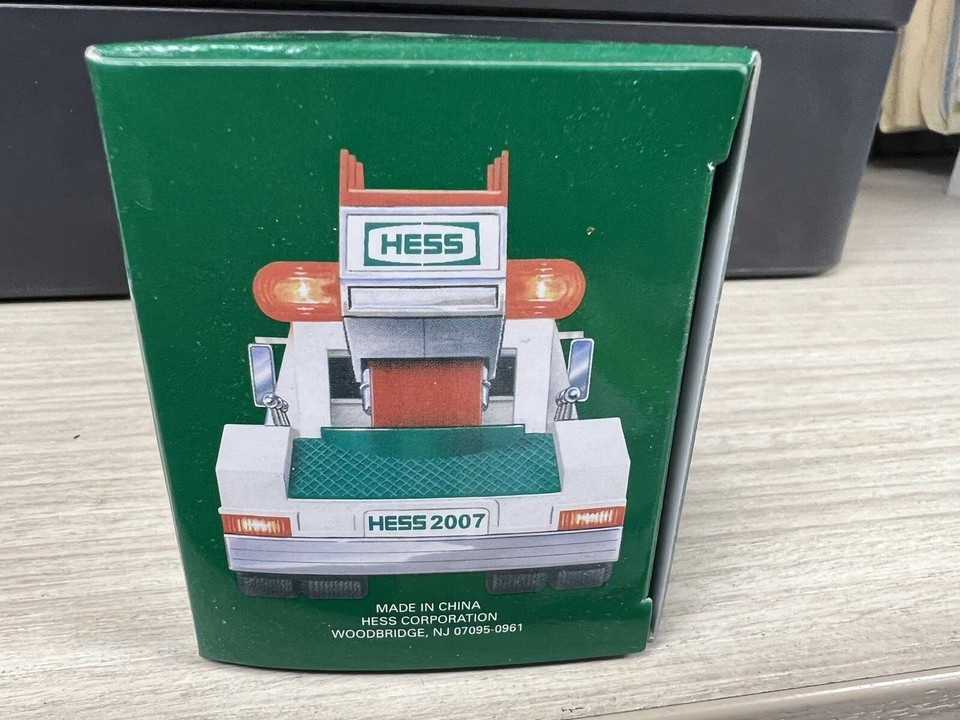 HESS
HESS 2007
MADE IN CHINA
HESS CORPORATION
WOODBRIDGE, NJ 07095-0961